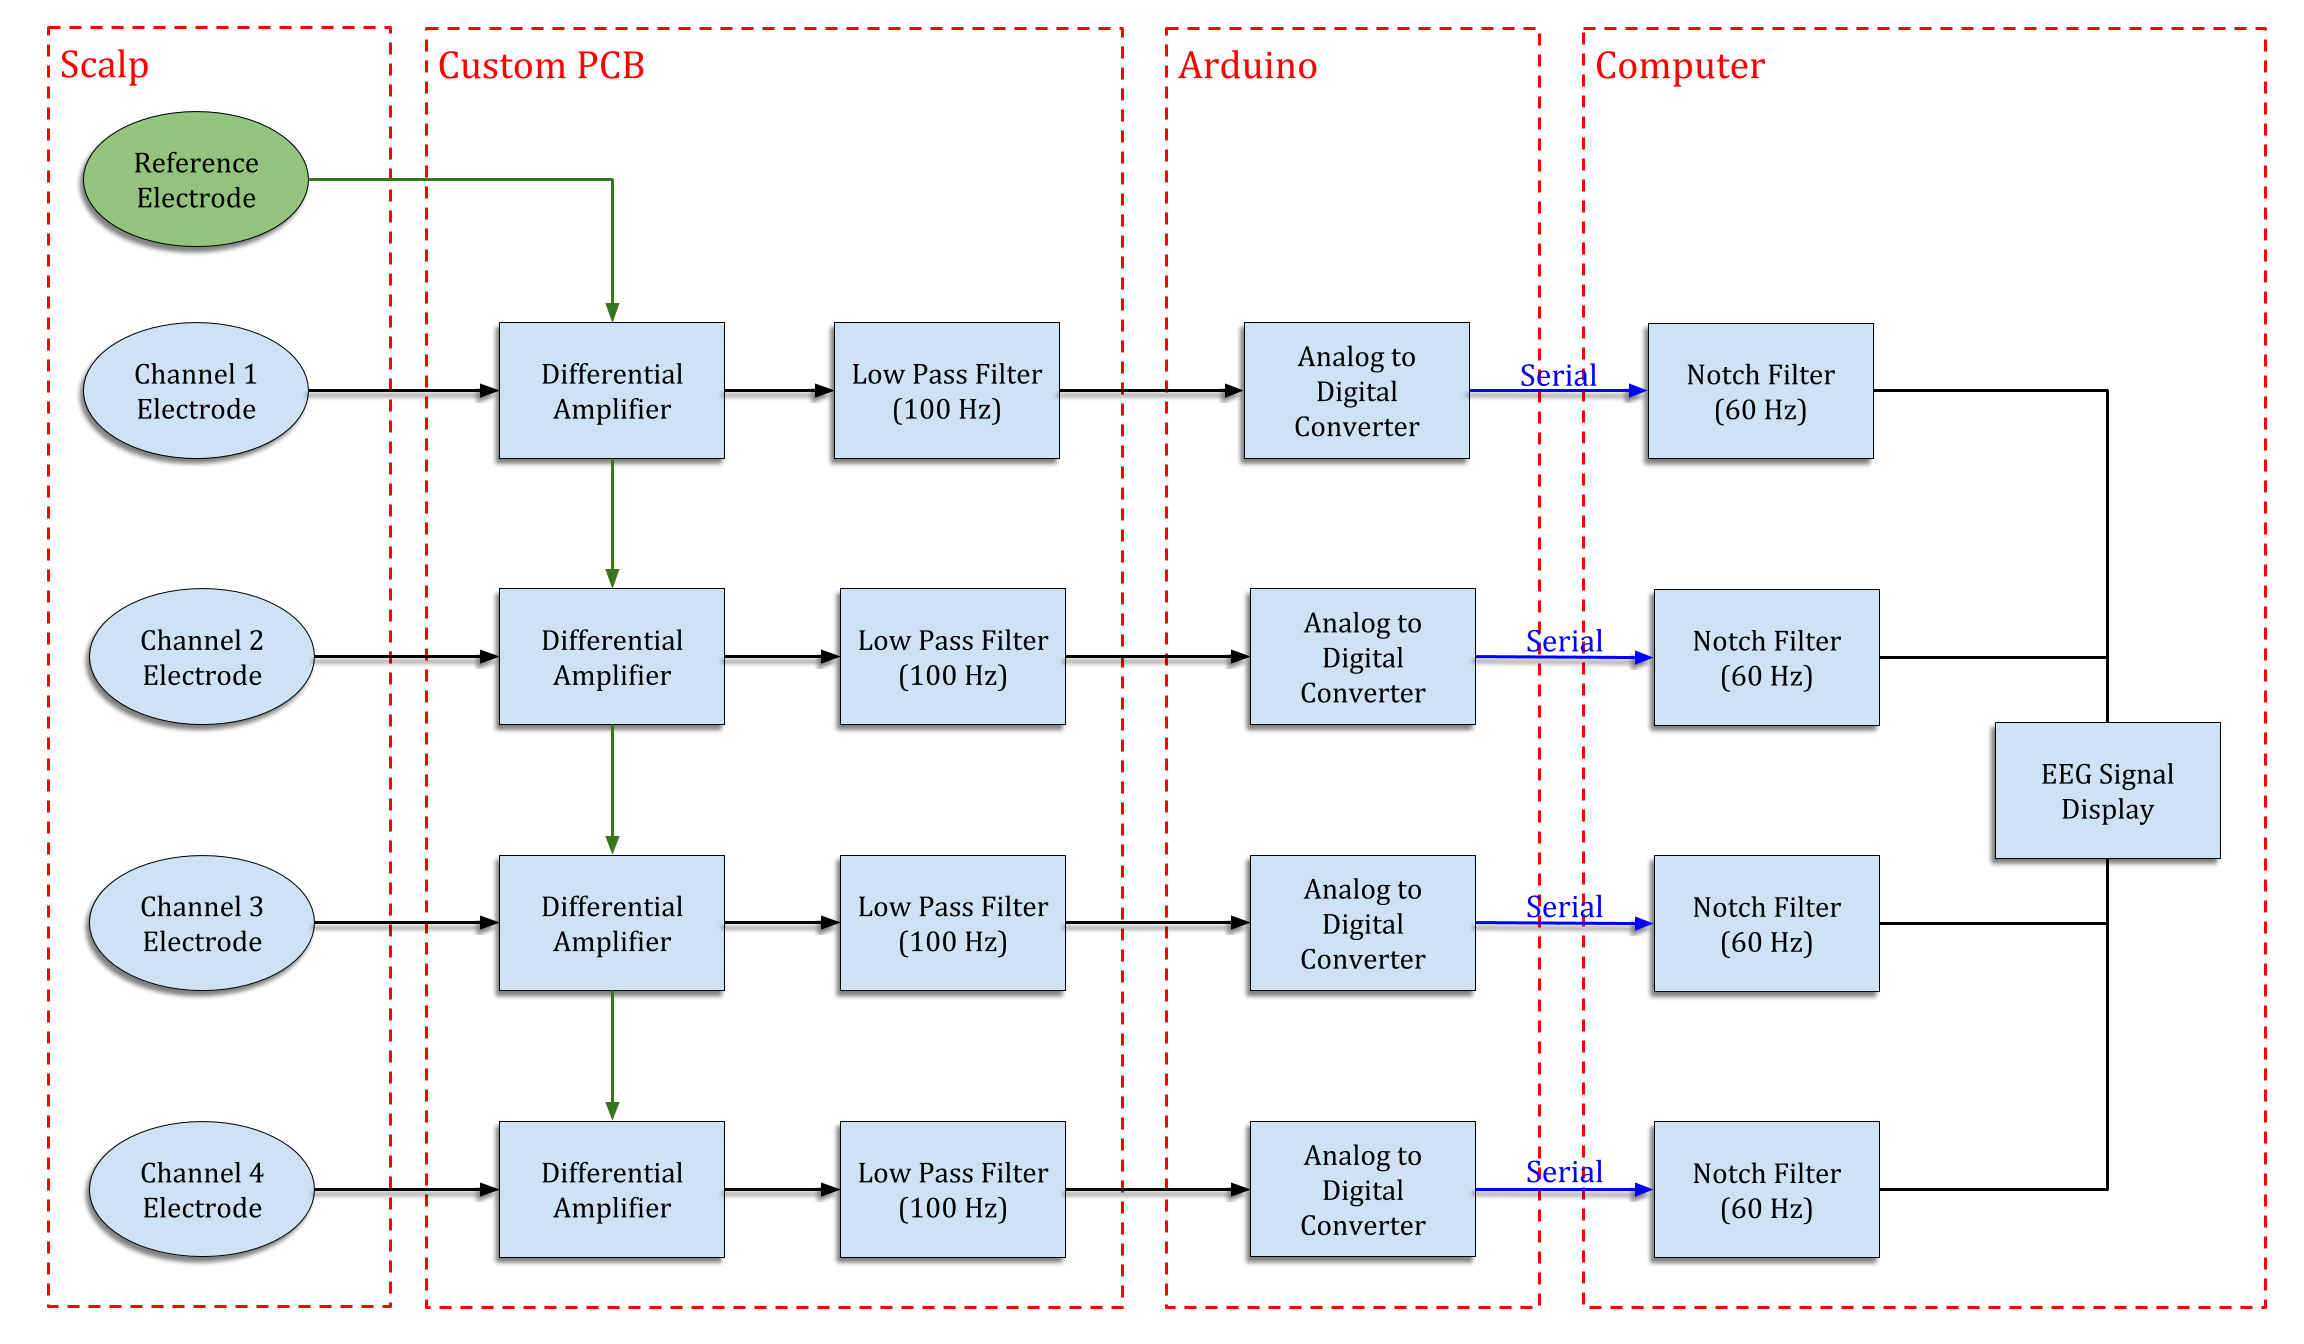 Scalp
Custom PCB
Arduino
Computer
Reference
Electrode
Channel 1
Electrode
Differential
Amplifier
Low Pass Filter
(100 Hz)
Analog to
Digital
Converter
Serial
Notch Filter
(60 Hz)
Channel 2
Electrode
Differential
Amplifier
Low Pass Filter
(100 Hz)
Analog to
Digital
Converter
Serial
Notch Filter
(60 Hz)
EEG Signal
Display
Channel 3
Electrode
Differential
Amplifier
Low Pass Filter
(100 Hz)
Analog to
Digital
Converter
Serial
Notch Filter
(60 Hz)
Channel 4
Electrode
Differential
Amplifier
Low Pass Filter
(100 Hz)
Analog to
Digital
Converter
Serial
Notch Filter
(60 Hz)